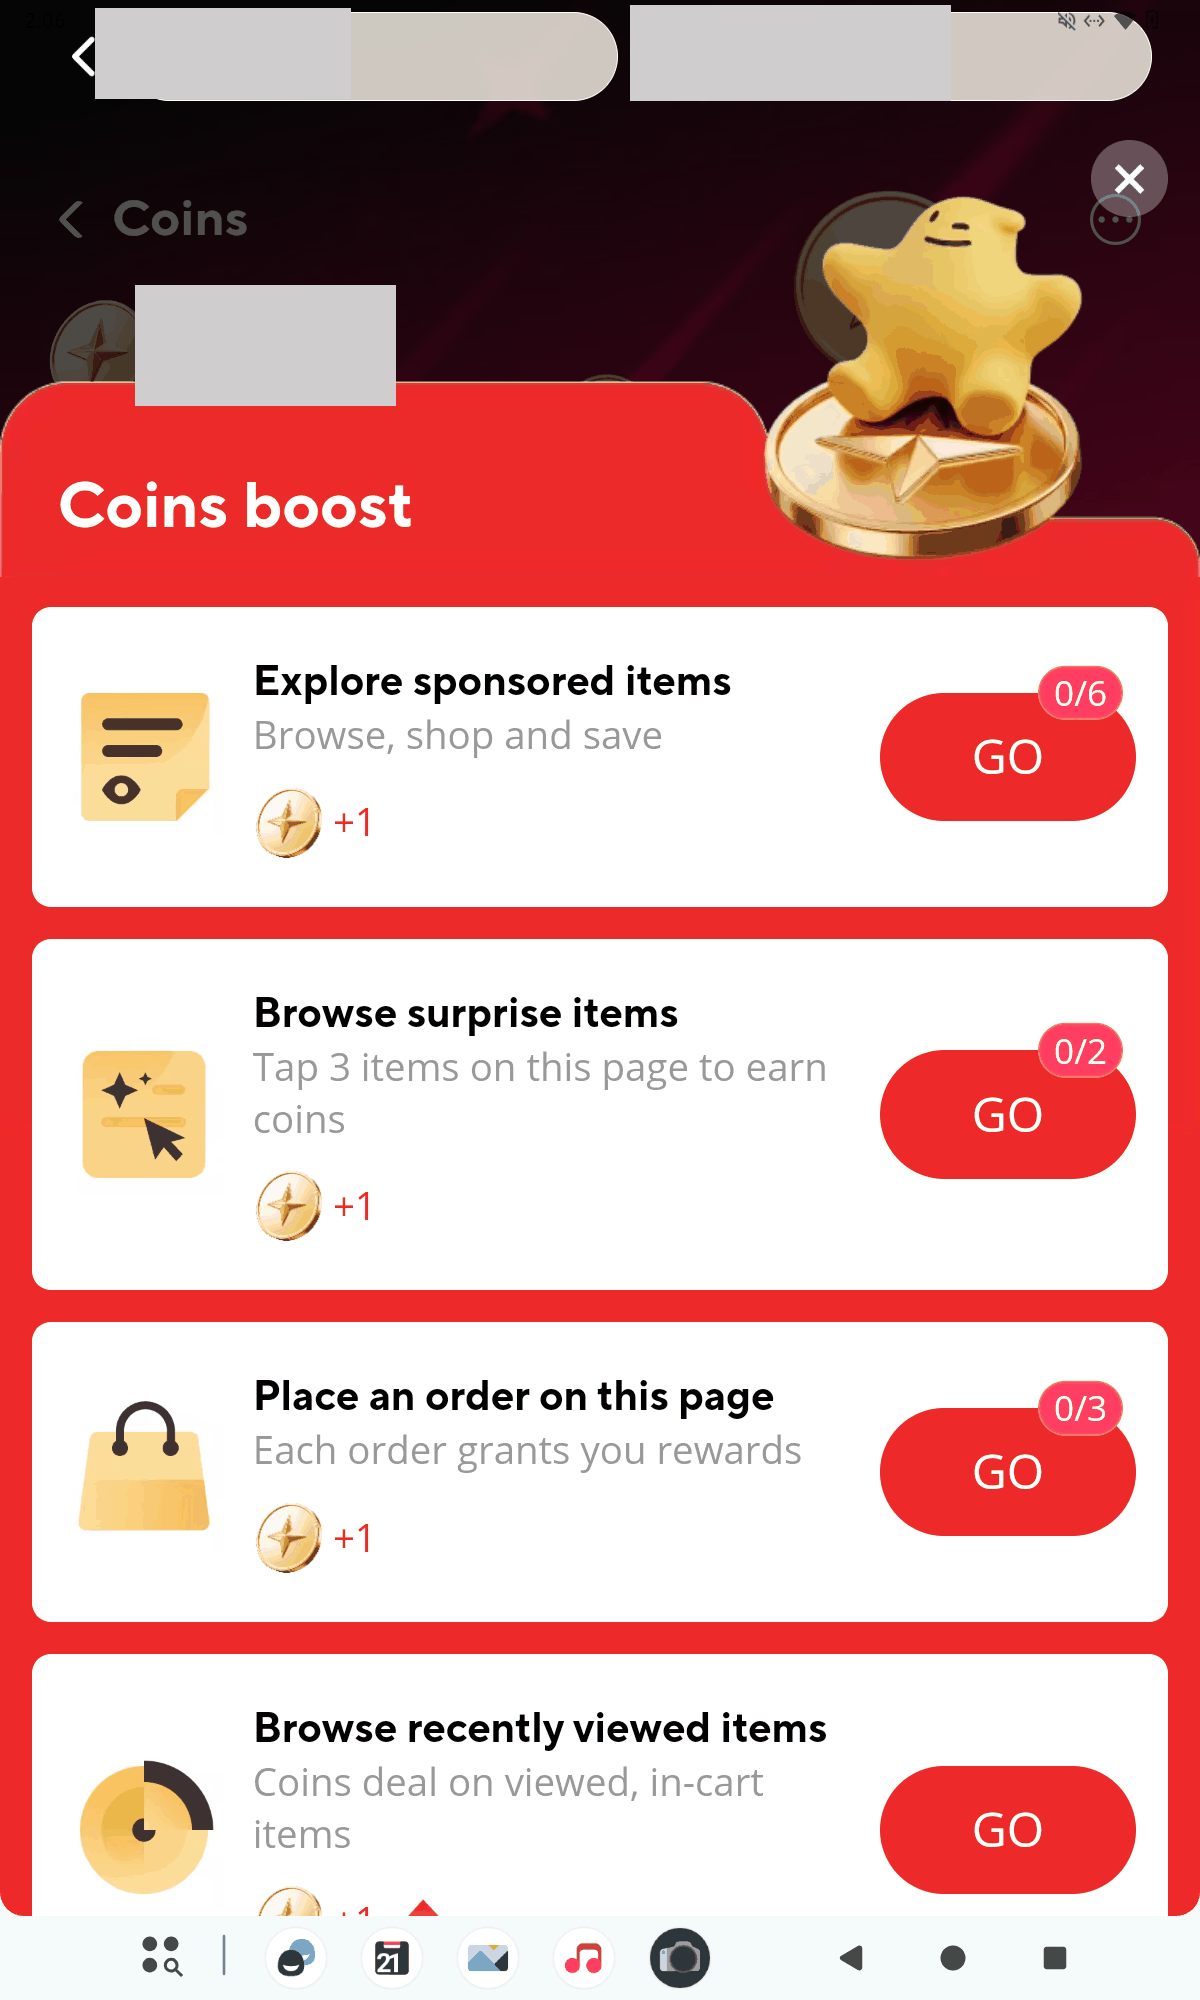 2:06
Coins
Coins boost
Explore sponsored items
Browse, shop and save
+1
0/6
GO
Browse surprise items
Tap 3 items on this page to earn
coins
+1
0/2
GO
Place an order on this page
Each order grants you rewards
+1
0/3
GO
Browse recently viewed items
Coins deal on viewed, in-cart
items
+1
GO
21